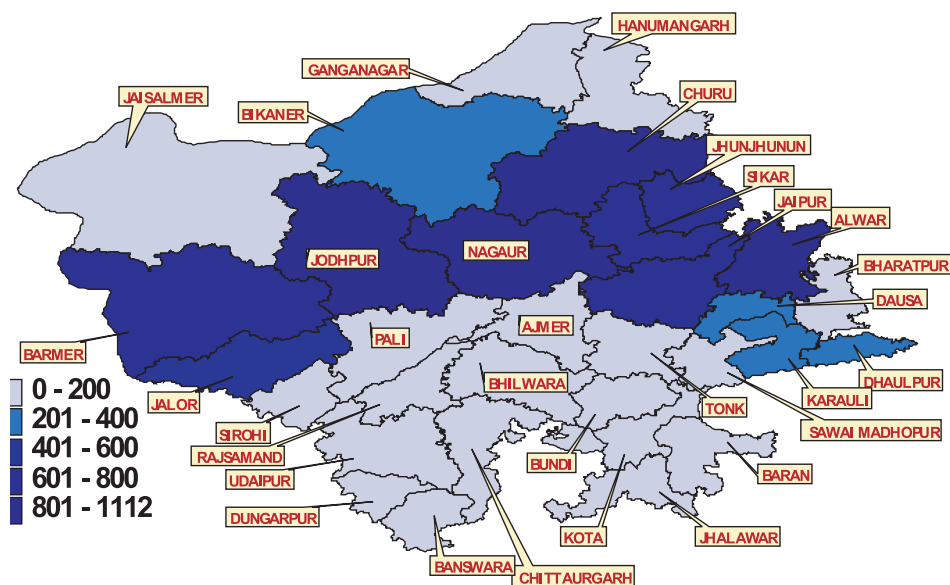 HANUMANGARH
GANGANAGAR
CHURU
JAISALMER
BIKANER
JHUNJHUNUN
SIKAR
JAIPUR
ALWAR
NAGAUR
JODHPUR
BHARATPUR
DAUSA
AJMER
PALI
BARMER
DHAULPUR
BHILWARA
0 - 200
KARAULI
JALOR
TONK
201 - 400
SIROHI
SAWAI MADHOPUR
401 - 600
RAJSAMAND
BUNDI
BARAN
601 - 800
UDAIPUR
801 - 1112
DUNGARPUR
KOTA
JHALAWAR
BANSWARA
CHITTAURGARH